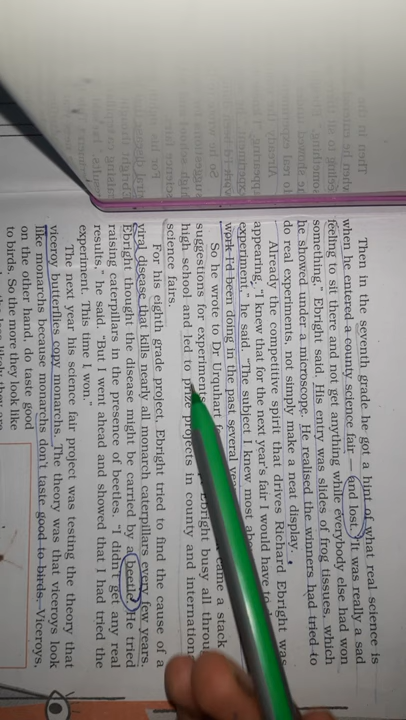 Then in the seventh grade he got a hint of what real science is
when he entered a county science fair — and lost. "It was really a sad
feeling to sit there and not get anything while everybody else had won
something," Ebright said. His entry was slides of frog tissues, which
he showed under a microscope. He realised the winners had tried to
do real experiments, not simply make a neat display.
Already the competitive spirit that drives Richard Ebright was
appearing. "I knew that for the next year's fair I would have to
experiment," he said. "The subject I knew most
work I'd been doing in the past several
So he wrote to Dr Urquhart came a stack
suggestions for Ebright busy all
high school and led to projects in county and
science fairs.
For his eighth grade project, Ebright tried to find the cause of a
viral disease that kills nearly all monarch caterpillars every few years.
Ebright thought the disease might be carried by a beetle. He tried
raising caterpillars in the presence of beetles. "I didn't get any real
results," he said. "But I went ahead and showed that I had tried the
experiment. This time I won."
The next year his science fair project was testing the theory that
viceroy butterflies copy monarchs. The theory was that viceroys look
like monarchs because monarchs don't taste good to birds. Viceroys,
on the other hand, do taste good
to birds. So the more they look like